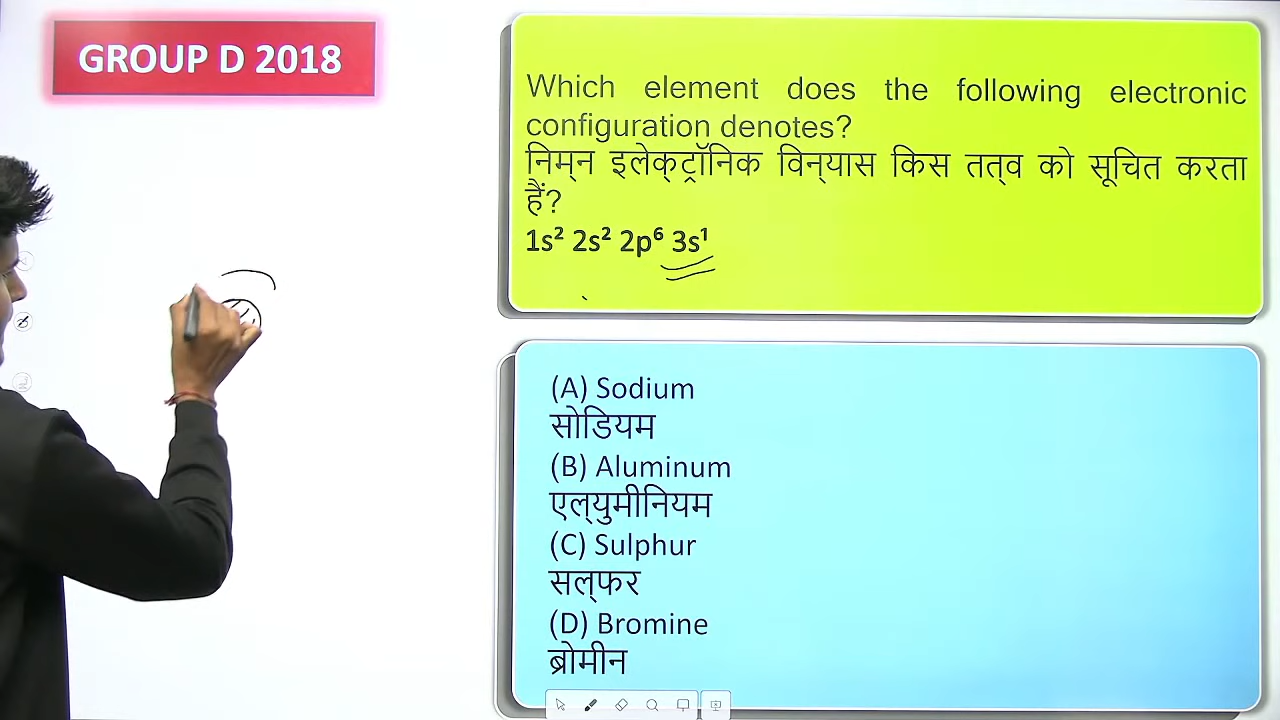 GROUP D 2018
Which element does the following electronic
configuration denotes?
निम्न इलेक्ट्रॉनिक विन्यास किस तत्व को सूचित करता
हैं?
1s² 2s² 2p⁶ 3s¹
(A) Sodium
सोडियम
(B) Aluminum
एल्युमीनियम
(C) Sulphur
सल्फर
(D) Bromine
ब्रोमीन